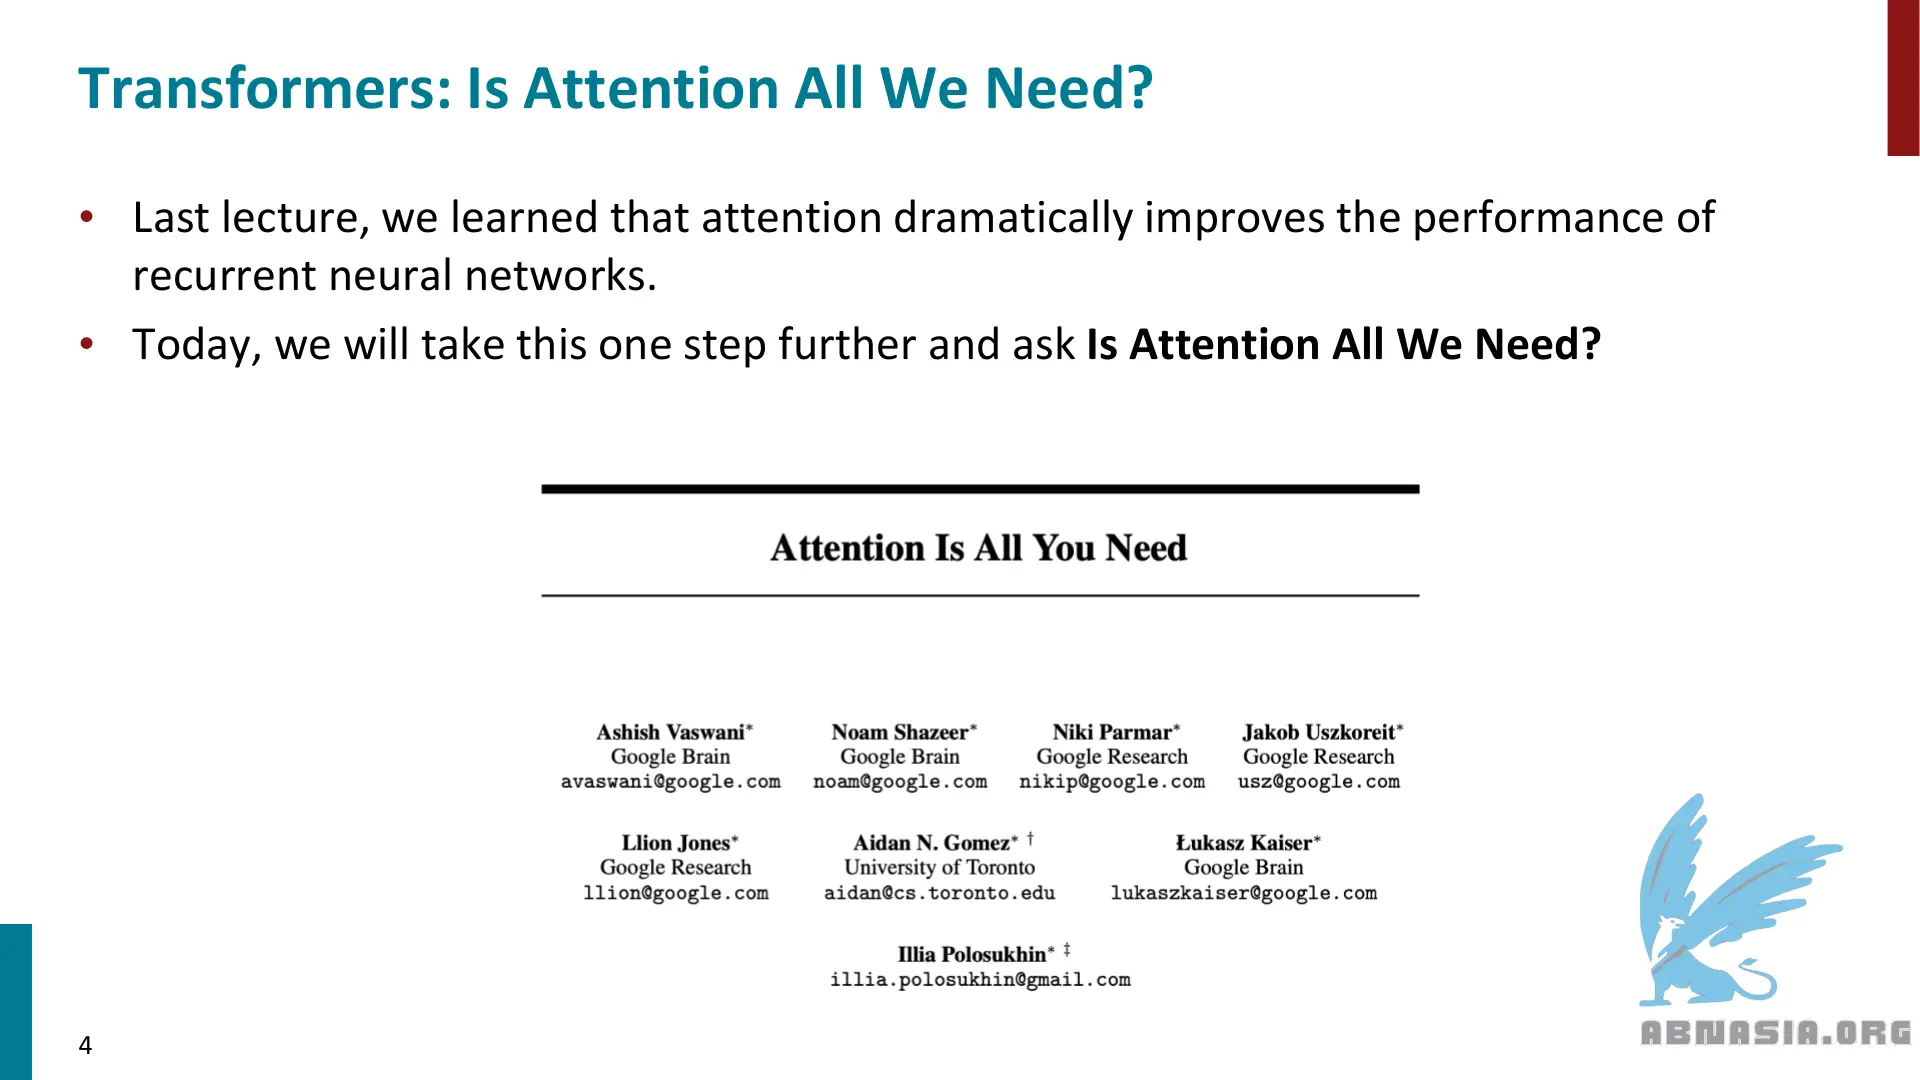 Transformers: Is Attention All We Need?
• Last lecture, we learned that attention dramatically improves the performance of
recurrent neural networks.
• Today, we will take this one step further and ask Is Attention All We Need?
Attention Is All You Need
Ashish Vaswani* Noam Shazeer* Niki Parmar* Jakob Uszkoreit*
Google Brain Google Brain Google Research Google Research
avaswani@google.com noam@google.com nikip@google.com usz@google.com
Llion Jones* Aidan N. Gomez* † Łukasz Kaiser*
Google Research University of Toronto Google Brain
llion@google.com aidan@cs.toronto.edu lukaszkaiser@google.com
Illia Polosukhin* ‡
illia.polosukhin@gmail.com
4
ABNASIA.ORG